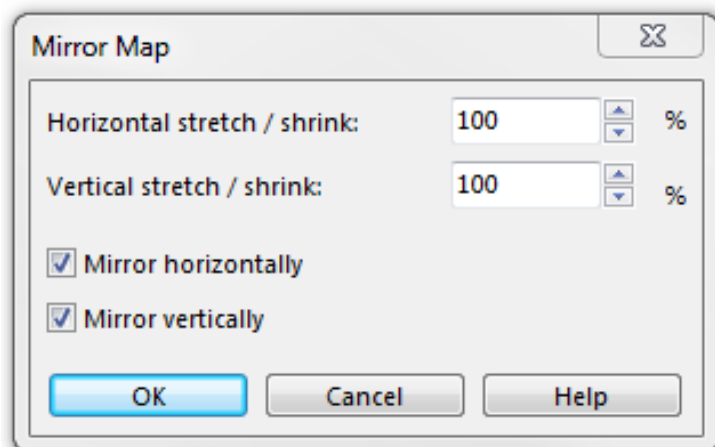 Mirror Map
Horizontal stretch / shrink: 100 %
Vertical stretch / shrink: 100 %
Mirror horizontally
Mirror vertically
OK Cancel Help